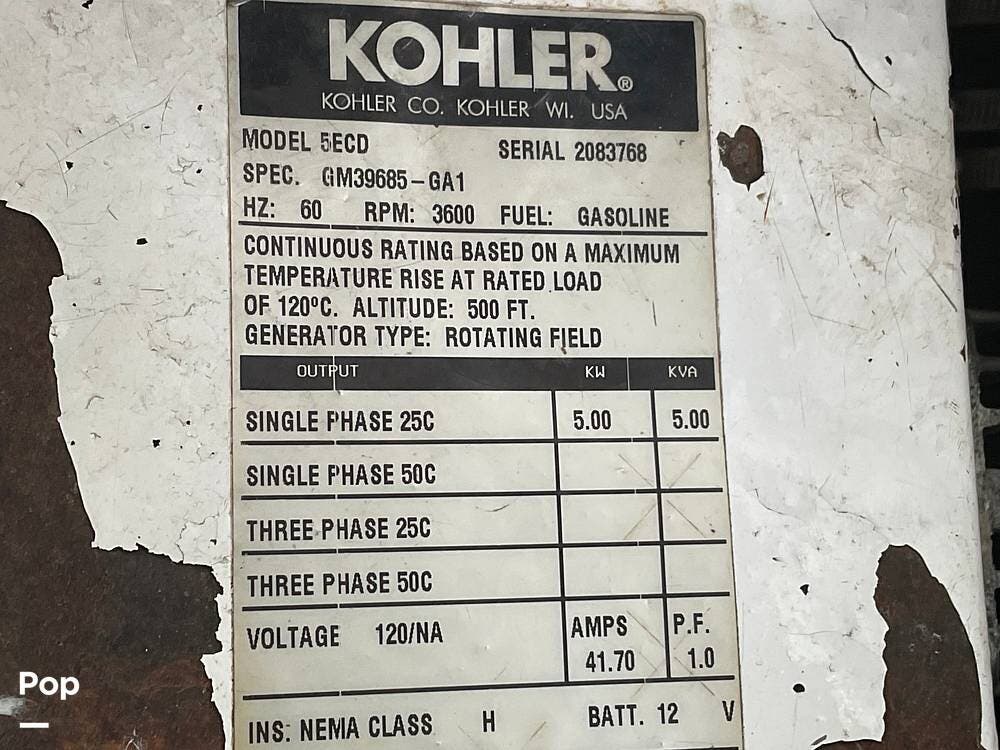 KOHLER®
KOHLER CO. KOHLER WI. USA
MODEL 5ECD SERIAL 2083768
SPEC. GM39685-GA1
HZ: 60 RPM: 3600 FUEL: GASOLINE
CONTINUOUS RATING BASED ON A MAXIMUM
TEMPERATURE RISE AT RATED LOAD
OF 120ºC. ALTITUDE: 500 FT.
GENERATOR TYPE: ROTATING FIELD
OUTPUT KW KVA
SINGLE PHASE 25C 5.00 5.00
SINGLE PHASE 50C
THREE PHASE 25C
THREE PHASE 50C
VOLTAGE 120/NA AMPS P.F.
41.70 1.0
INS: NEMA CLASS H BATT. 12 V
Pop